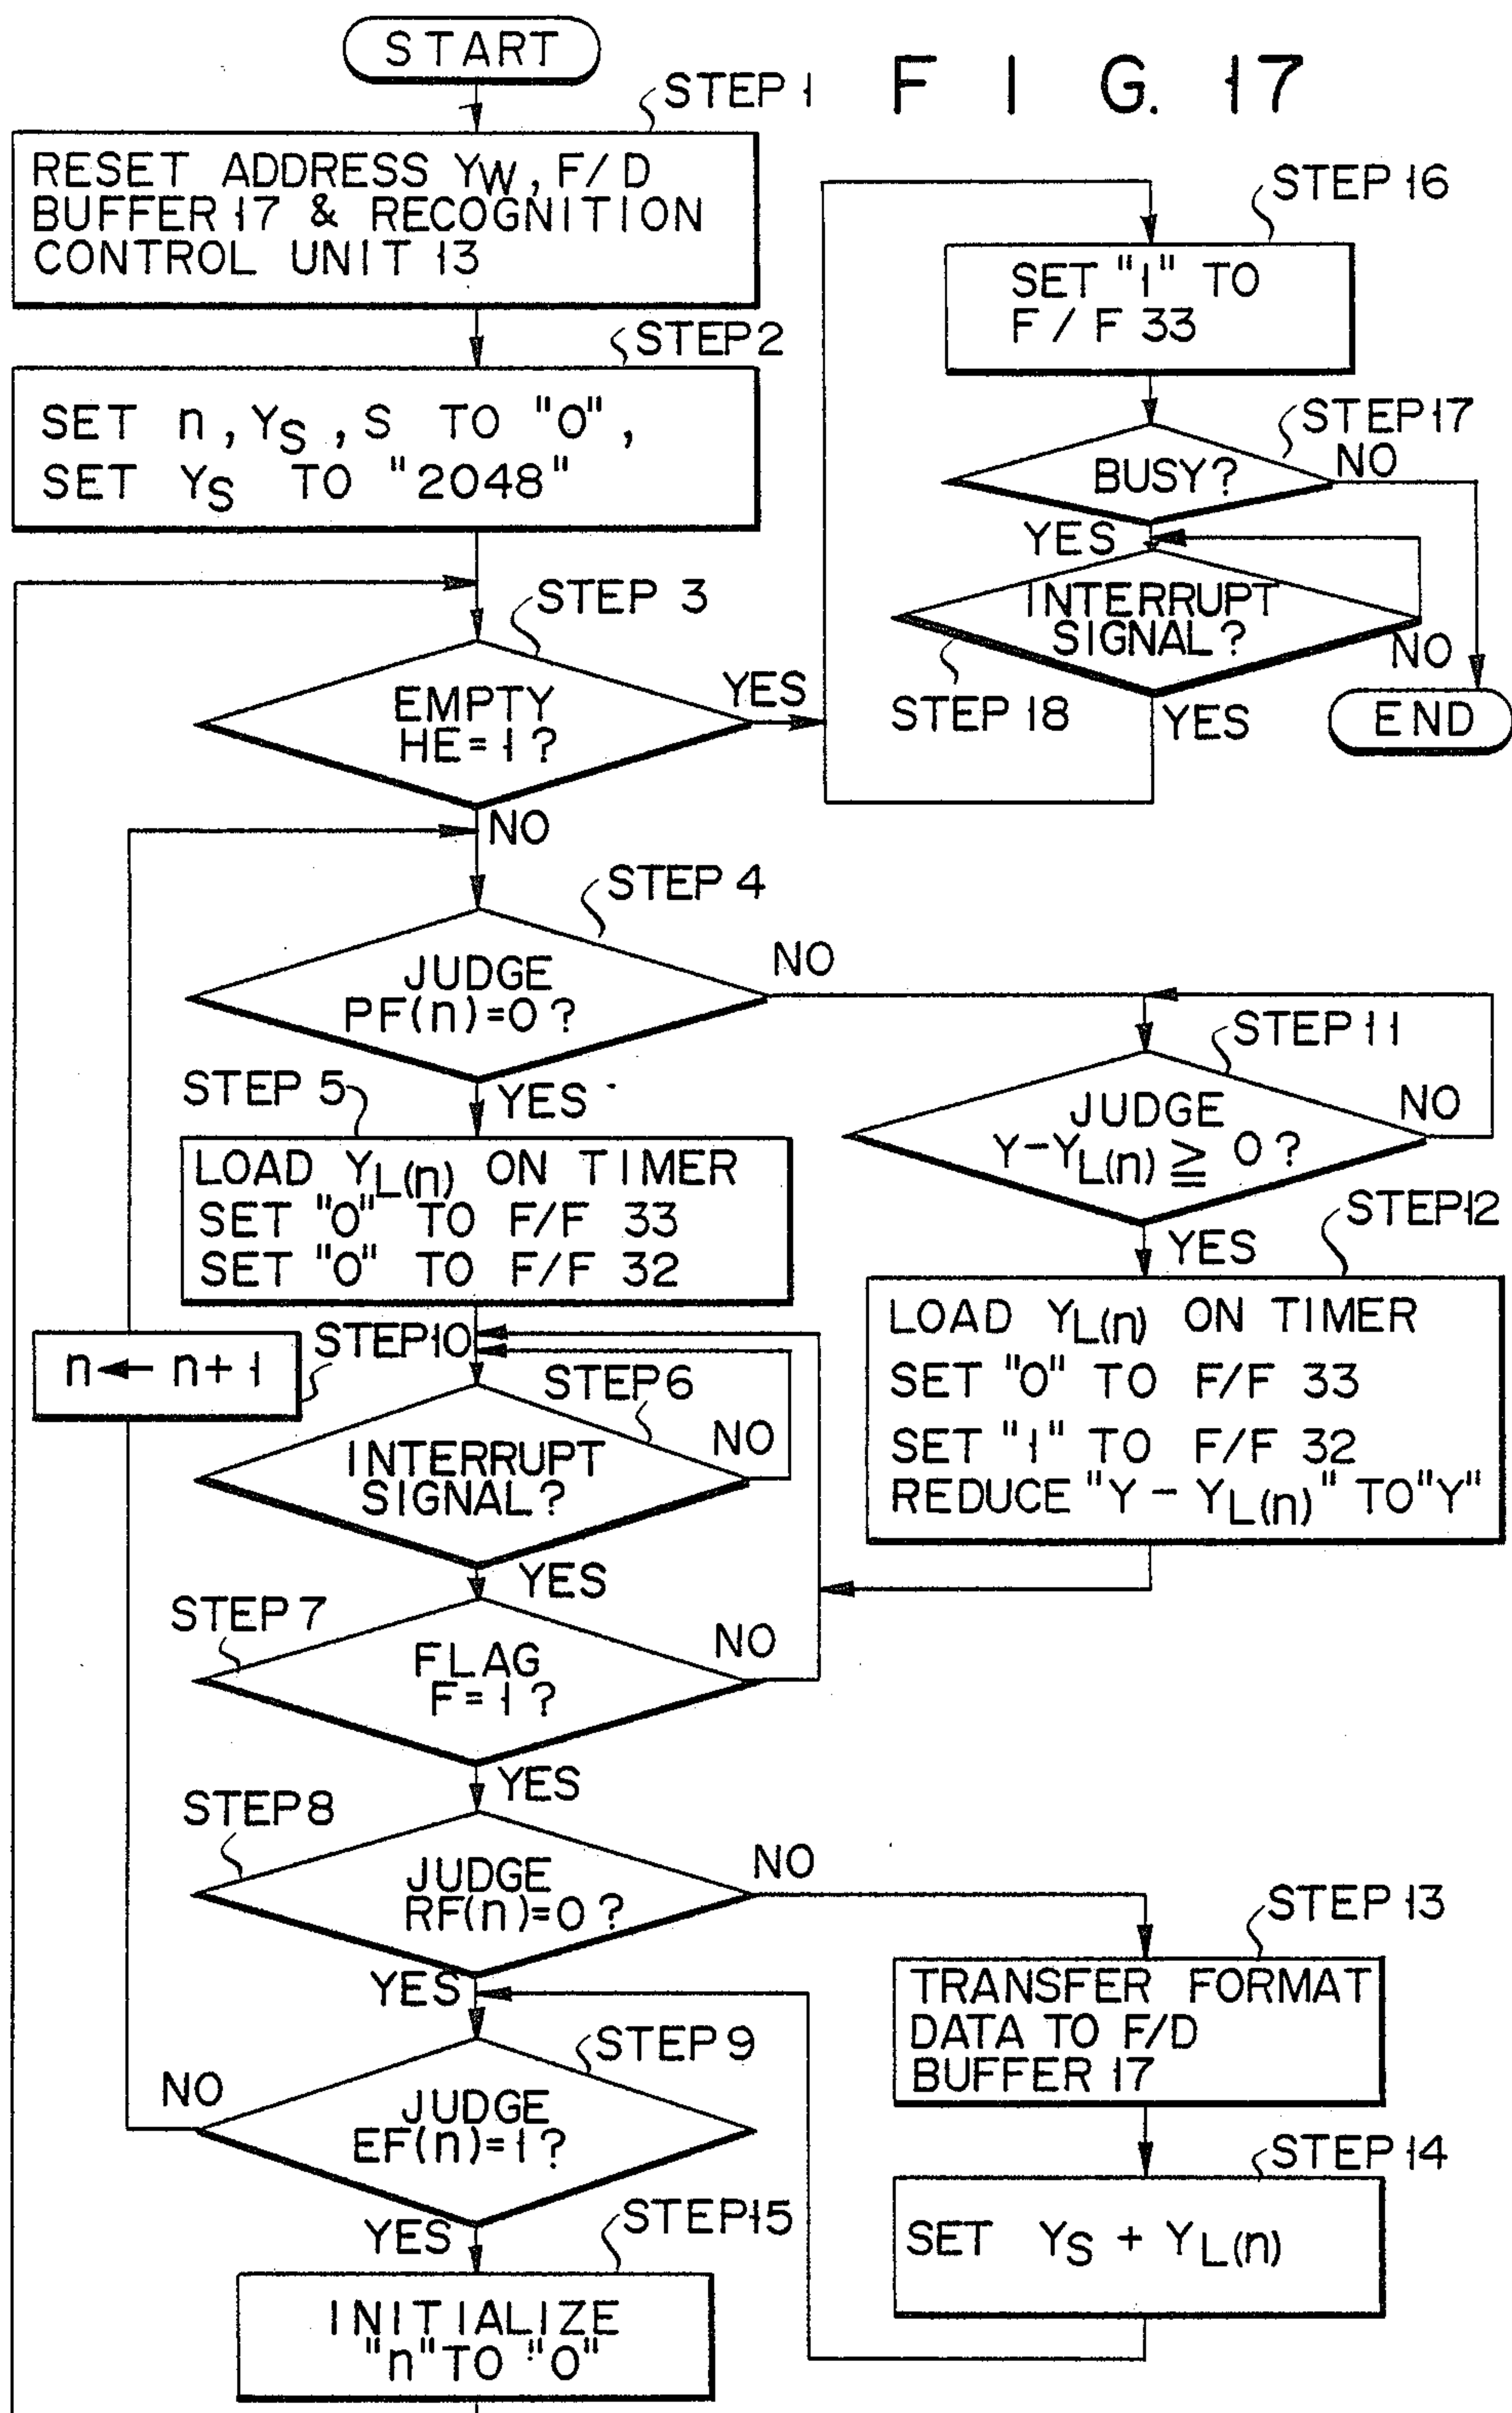 START
F I G. 17
STEP 1
RESET ADDRESS YW, F/D
BUFFER 17 & RECOGNITION
CONTROL UNIT 13
STEP 2
SET n, YS, S TO "0",
SET YS TO "2048"
STEP 3
EMPTY
HE=1?
YES
NO
STEP 16
SET "1" TO
F/F 33
STEP 17
BUSY?
NO
YES
INTERRUPT
SIGNAL?
NO
STEP 18
YES
END
STEP 4
JUDGE
PF(n)=0?
NO
YES
STEP 5
LOAD YL(n) ON TIMER
SET "0" TO F/F 33
SET "0" TO F/F 32
STEP 11
JUDGE
Y-YL(n) ≧ 0?
NO
YES
STEP 12
LOAD YL(n) ON TIMER
SET "0" TO F/F 33
SET "1" TO F/F 32
REDUCE "Y - YL(n)" TO "Y"
STEP 10
n ← n+1
STEP 6
INTERRUPT
SIGNAL?
NO
YES
STEP 7
FLAG
F=1?
NO
YES
STEP 8
JUDGE
RF(n)=0?
NO
YES
STEP 13
TRANSFER FORMAT
DATA TO F/D
BUFFER 17
STEP 9
JUDGE
EF(n)=1?
NO
YES
STEP 14
SET YS + YL(n)
STEP 15
INITIALIZE
"n" TO "0"